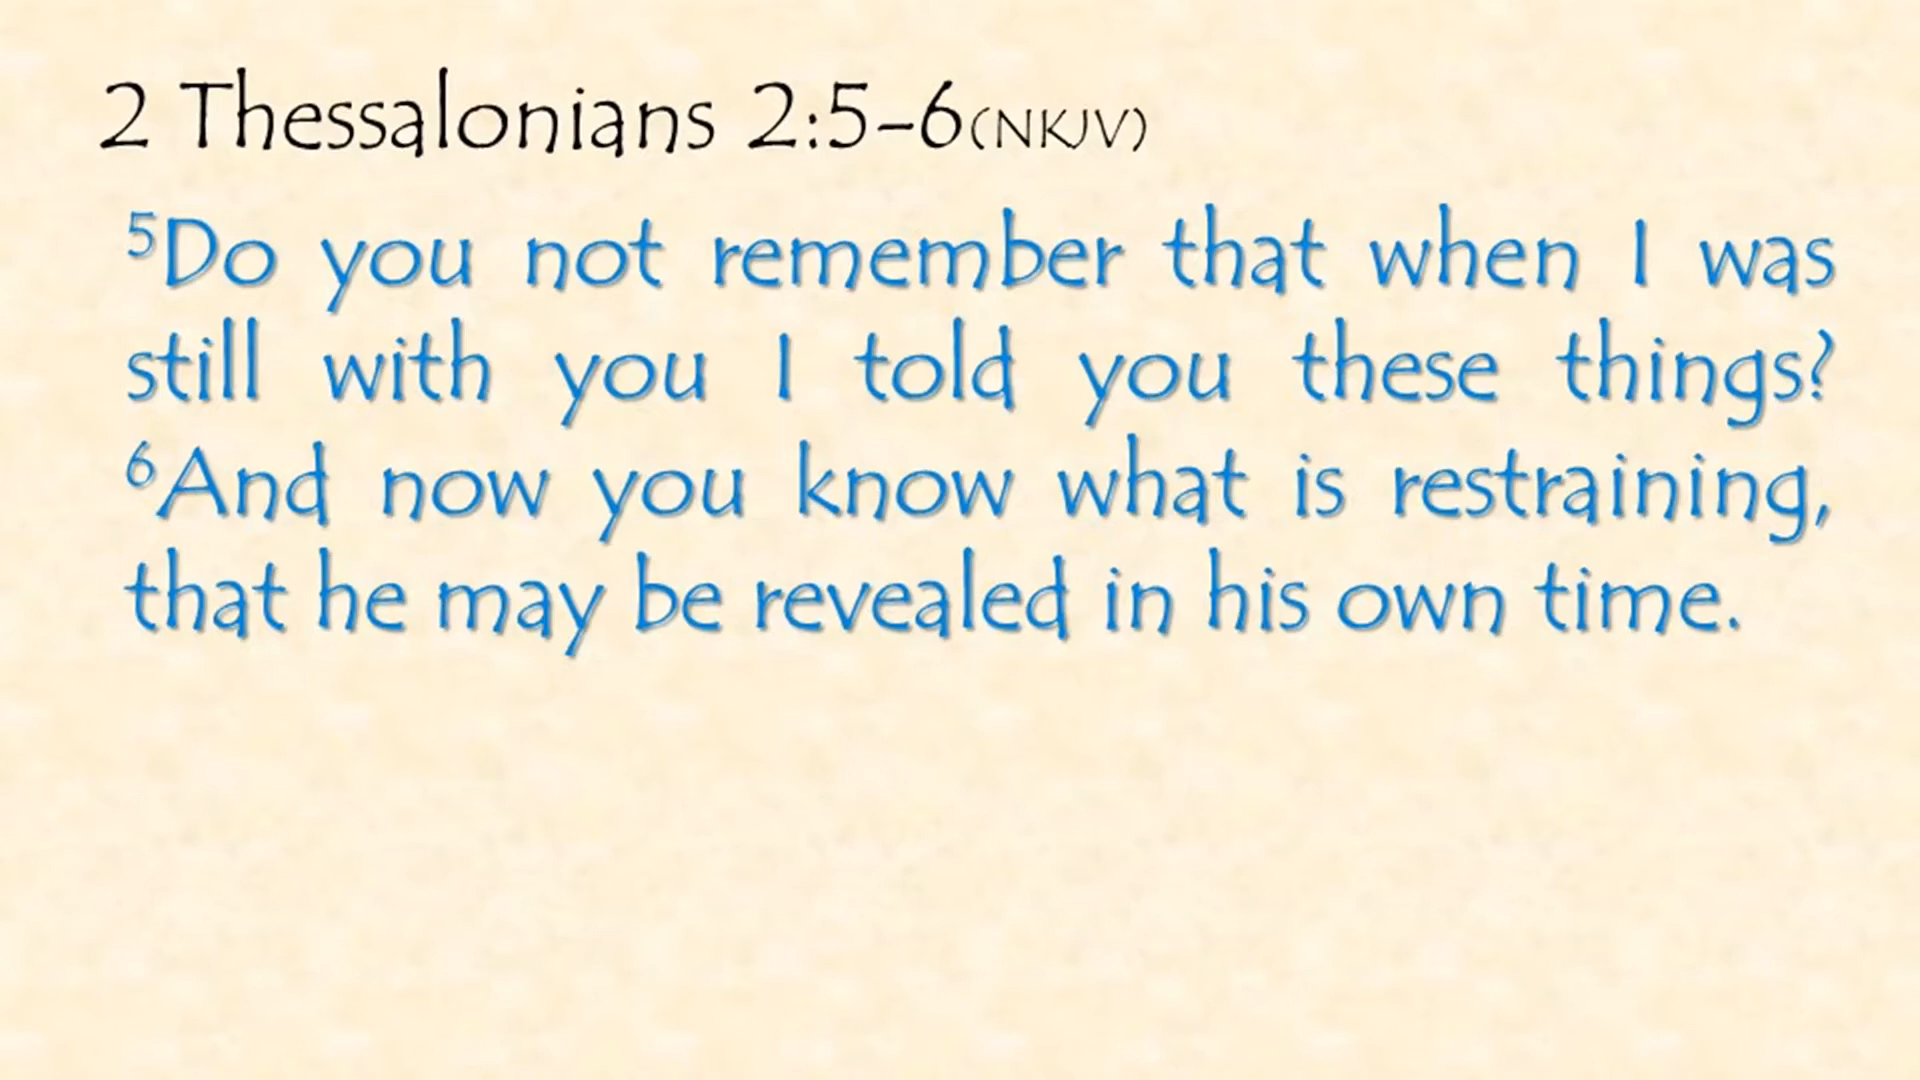 2 Thessalonians 2:5-6(NKJV)
⁵Do you not remember that when I was
still with you I told you these things?
⁶And now you know what is restraining,
that he may be revealed in his own time.